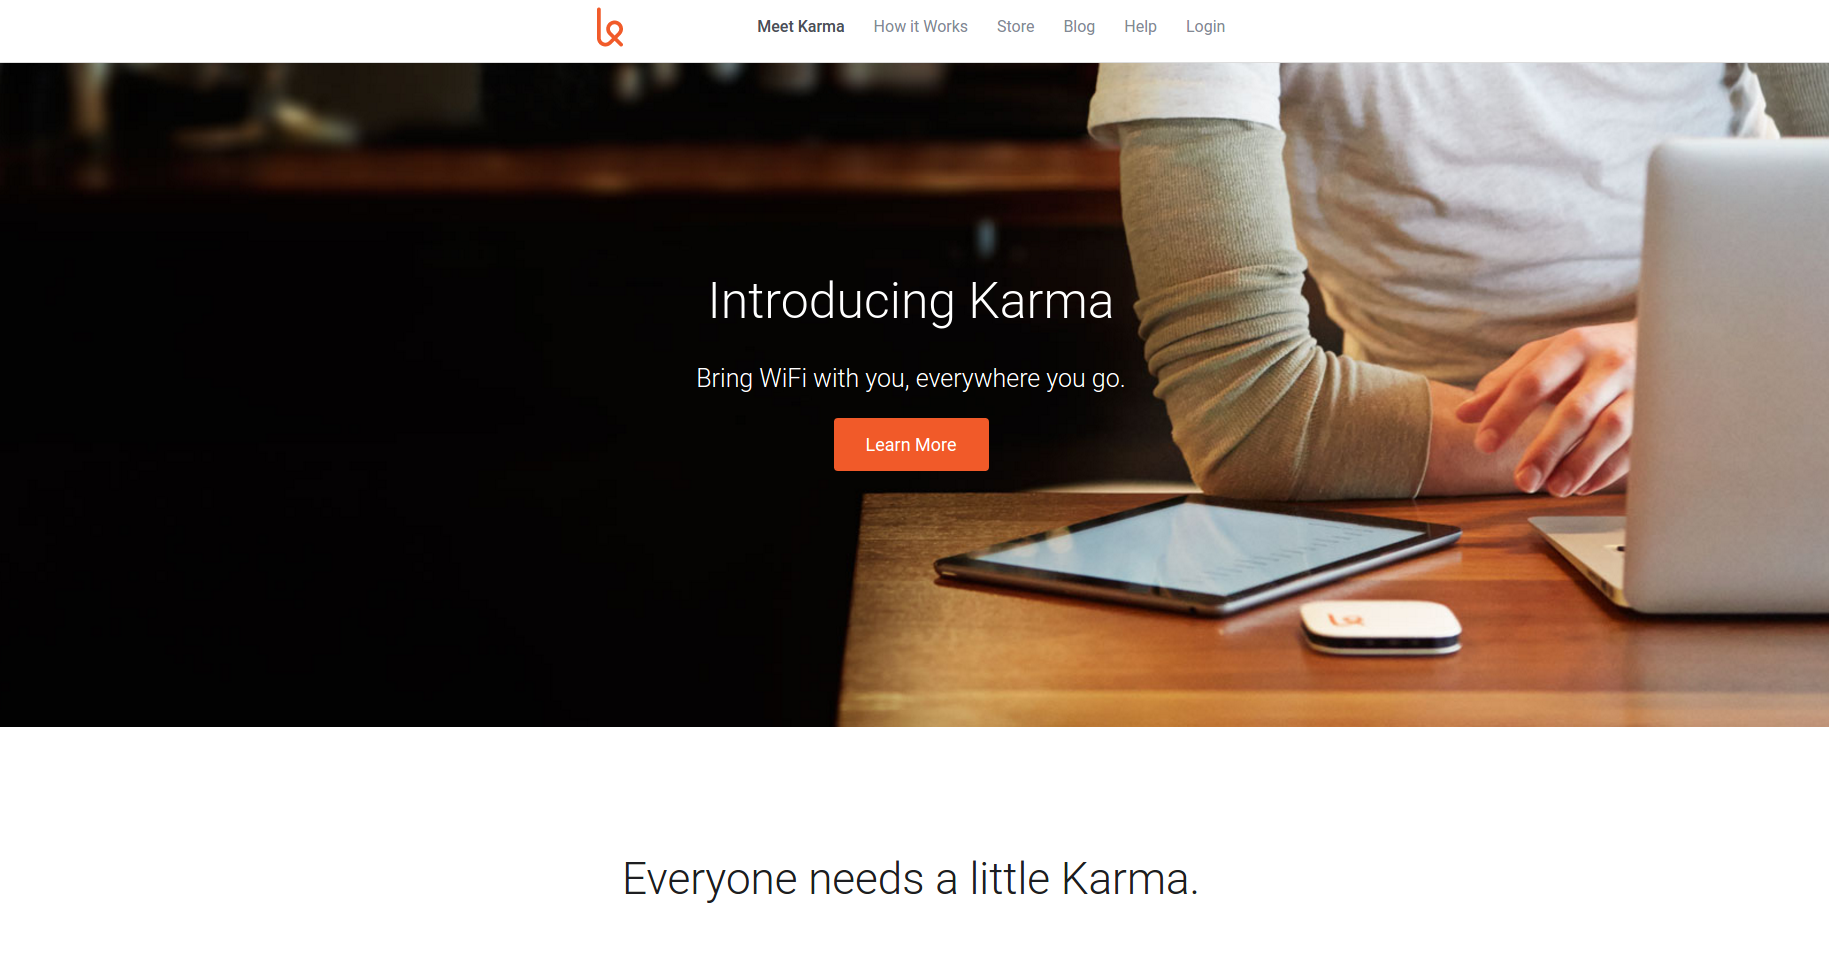 Meet Karma How it Works Store Blog Help Login
Introducing Karma
Bring WiFi with you, everywhere you go.
Learn More
Everyone needs a little Karma.